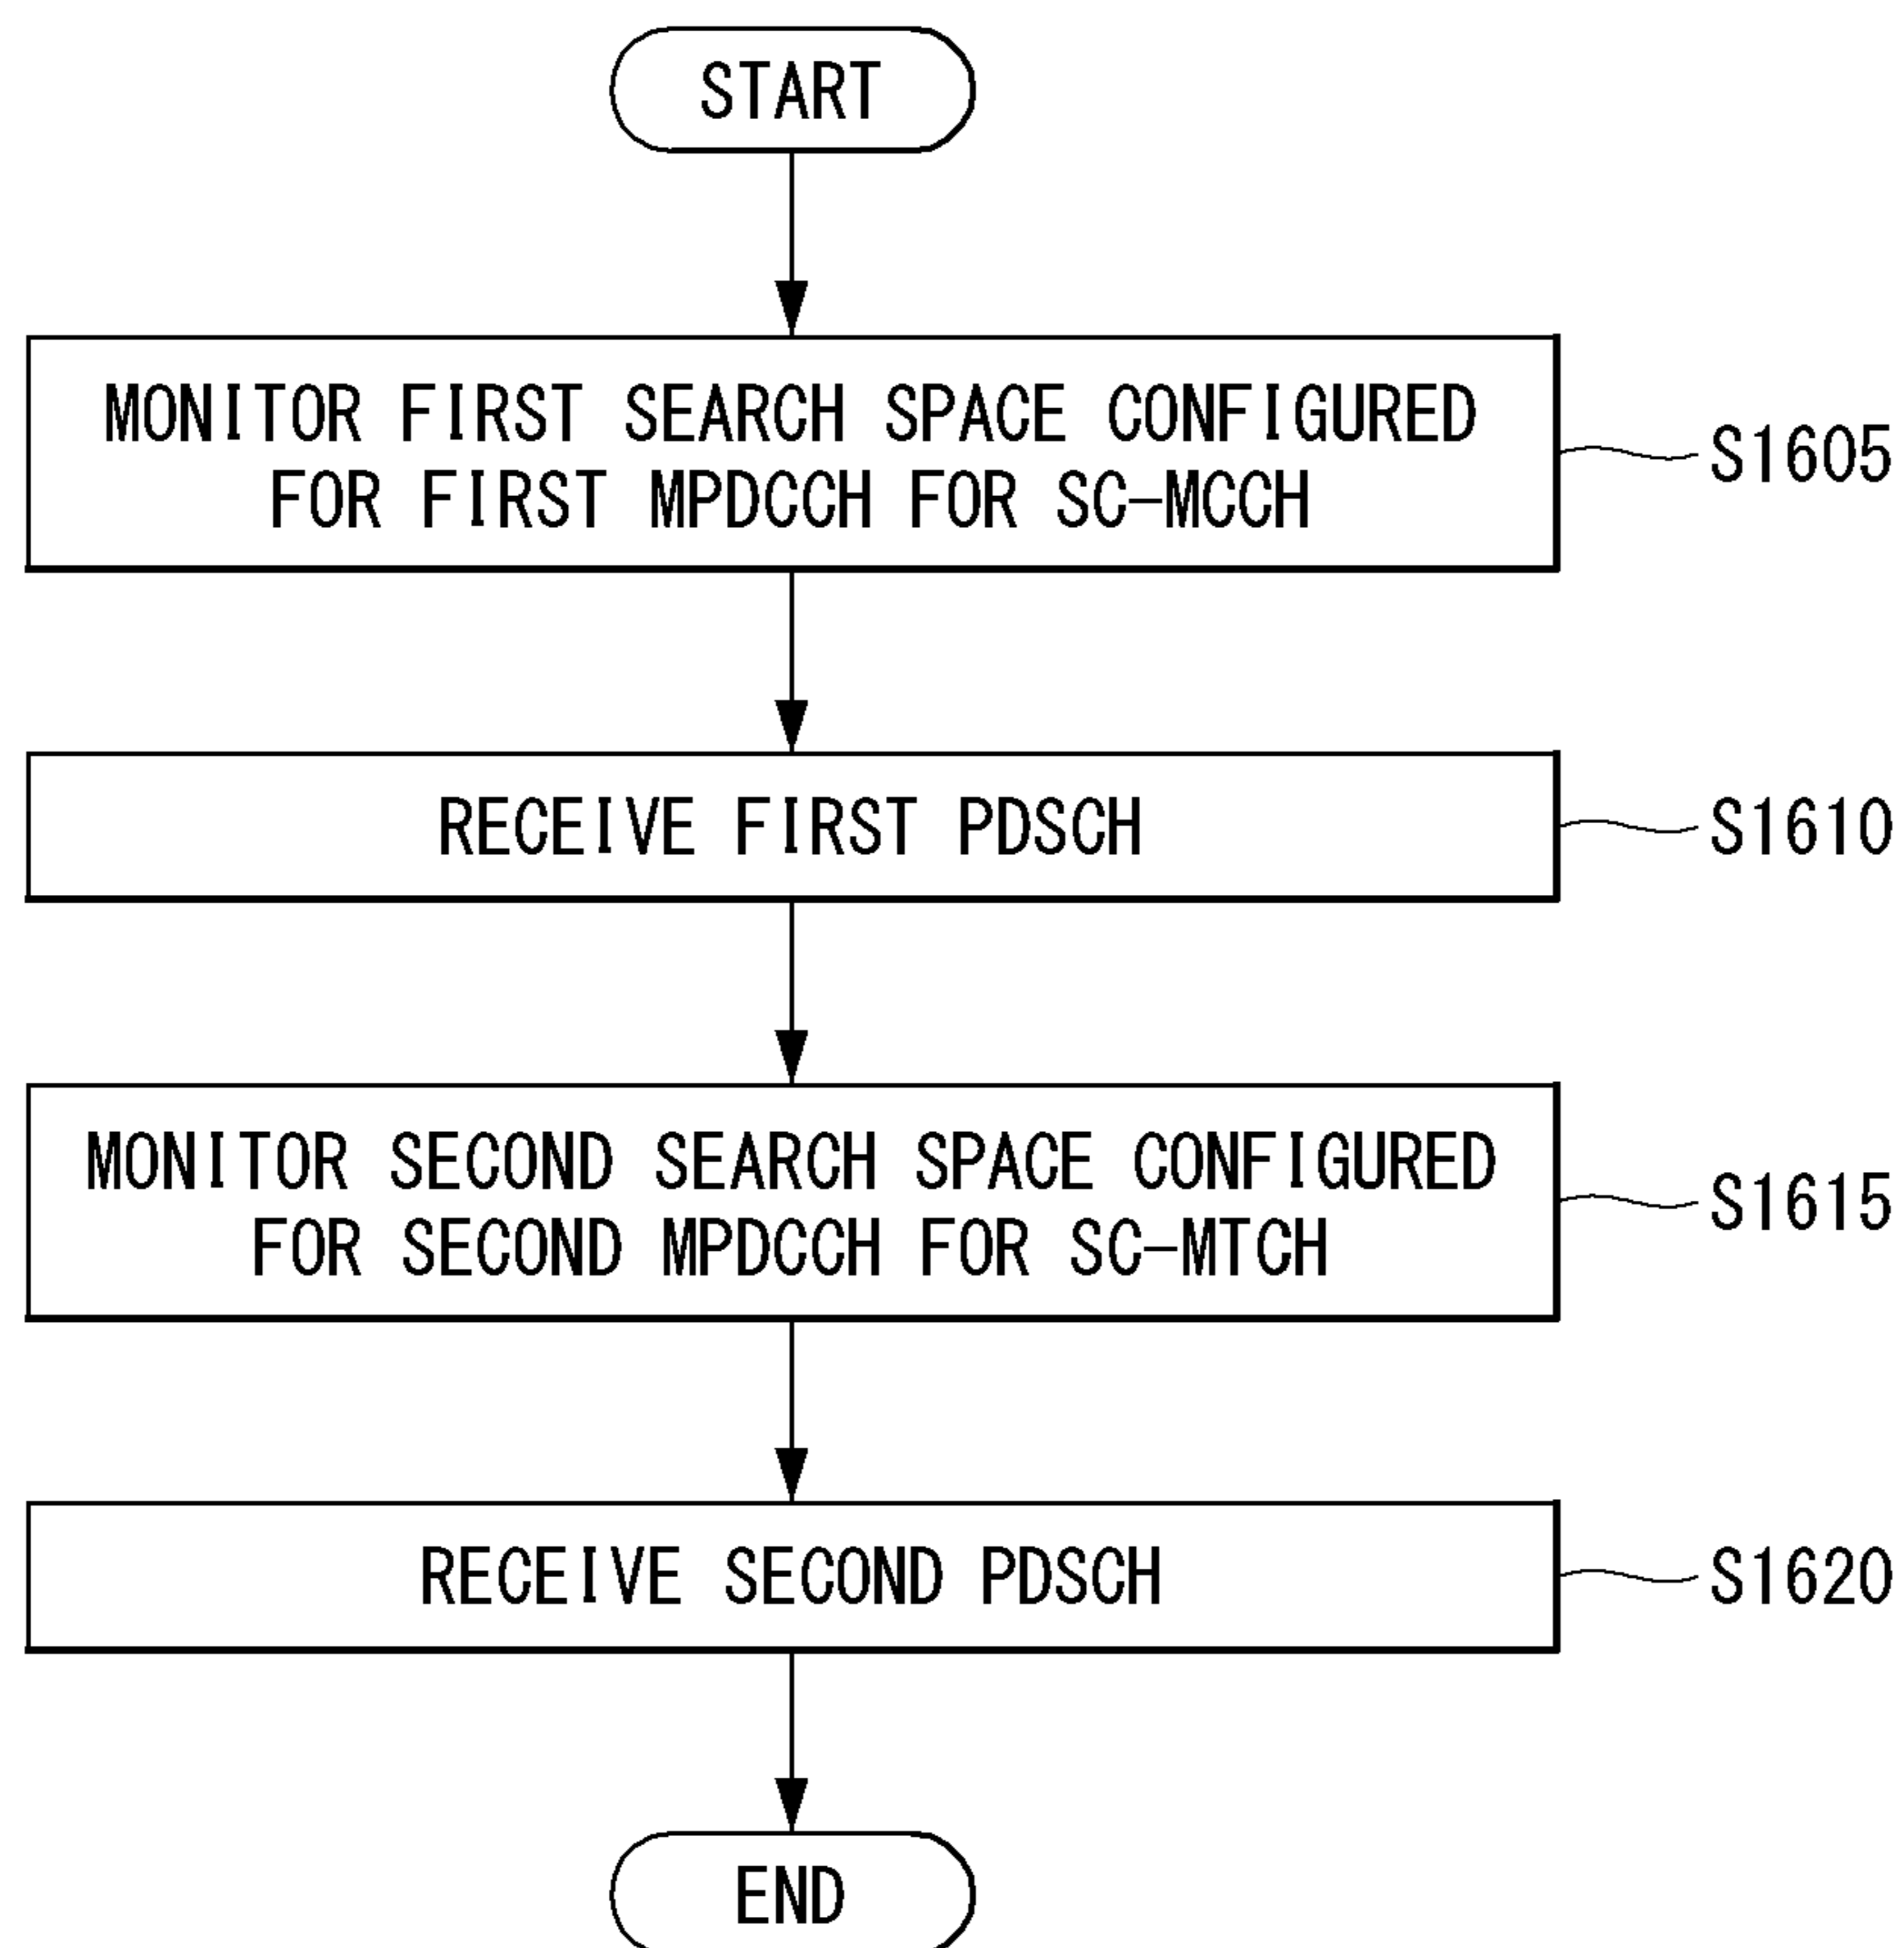 START
MONITOR FIRST SEARCH SPACE CONFIGURED
FOR FIRST MPDCCH FOR SC-MCCH
S1605
RECEIVE FIRST PDSCH
S1610
MONITOR SECOND SEARCH SPACE CONFIGURED
FOR SECOND MPDCCH FOR SC-MTCH
S1615
RECEIVE SECOND PDSCH
S1620
END